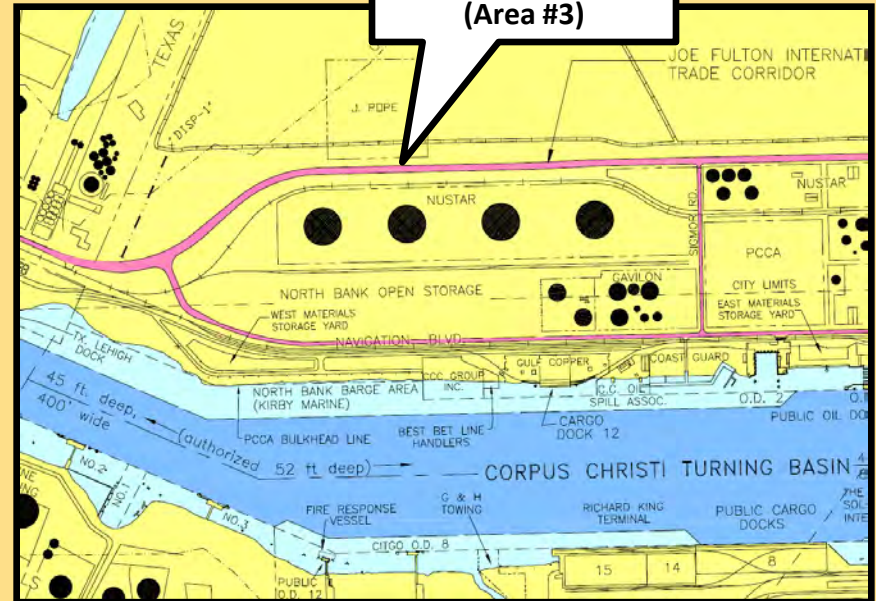 (Area #3)
TEXAS
"DISP-1"
J. POPE
JOE FULTON INTERNATI
TRADE CORRIDOR
NUSTAR
NUSTAR
SIGMOR RD.
PCCA
GAVILON
CITY LIMITS
EAST MATERIALS
STORAGE YARD
NORTH BANK OPEN STORAGE
WEST MATERIALS
STORAGE YARD
NAVIGATION BLVD.
TX. LEHIGH
DOCK
CCC GROUP
INC.
GULF COPPER
COAST GUARD
C.C. OIL
SPILL ASSOC.
O.D. 2
PUBLIC OIL DO
NORTH BANK BARGE AREA
(KIRBY MARINE)
45 ft. deep,
400' wide
(authorized 52 ft deep)
PCCA BULKHEAD LINE
BEST BET LINE
HANDLERS
CARGO
DOCK 12
CORPUS CHRISTI TURNING BASIN
NO.2
NO.1
NO.3
FIRE RESPONSE
VESSEL
G & H
TOWING
RICHARD KING
TERMINAL
PUBLIC CARGO
DOCKS
THE
SOL
INTE
CITGO O.D. 8
PUBLIC
O.D. 12
15
14
8